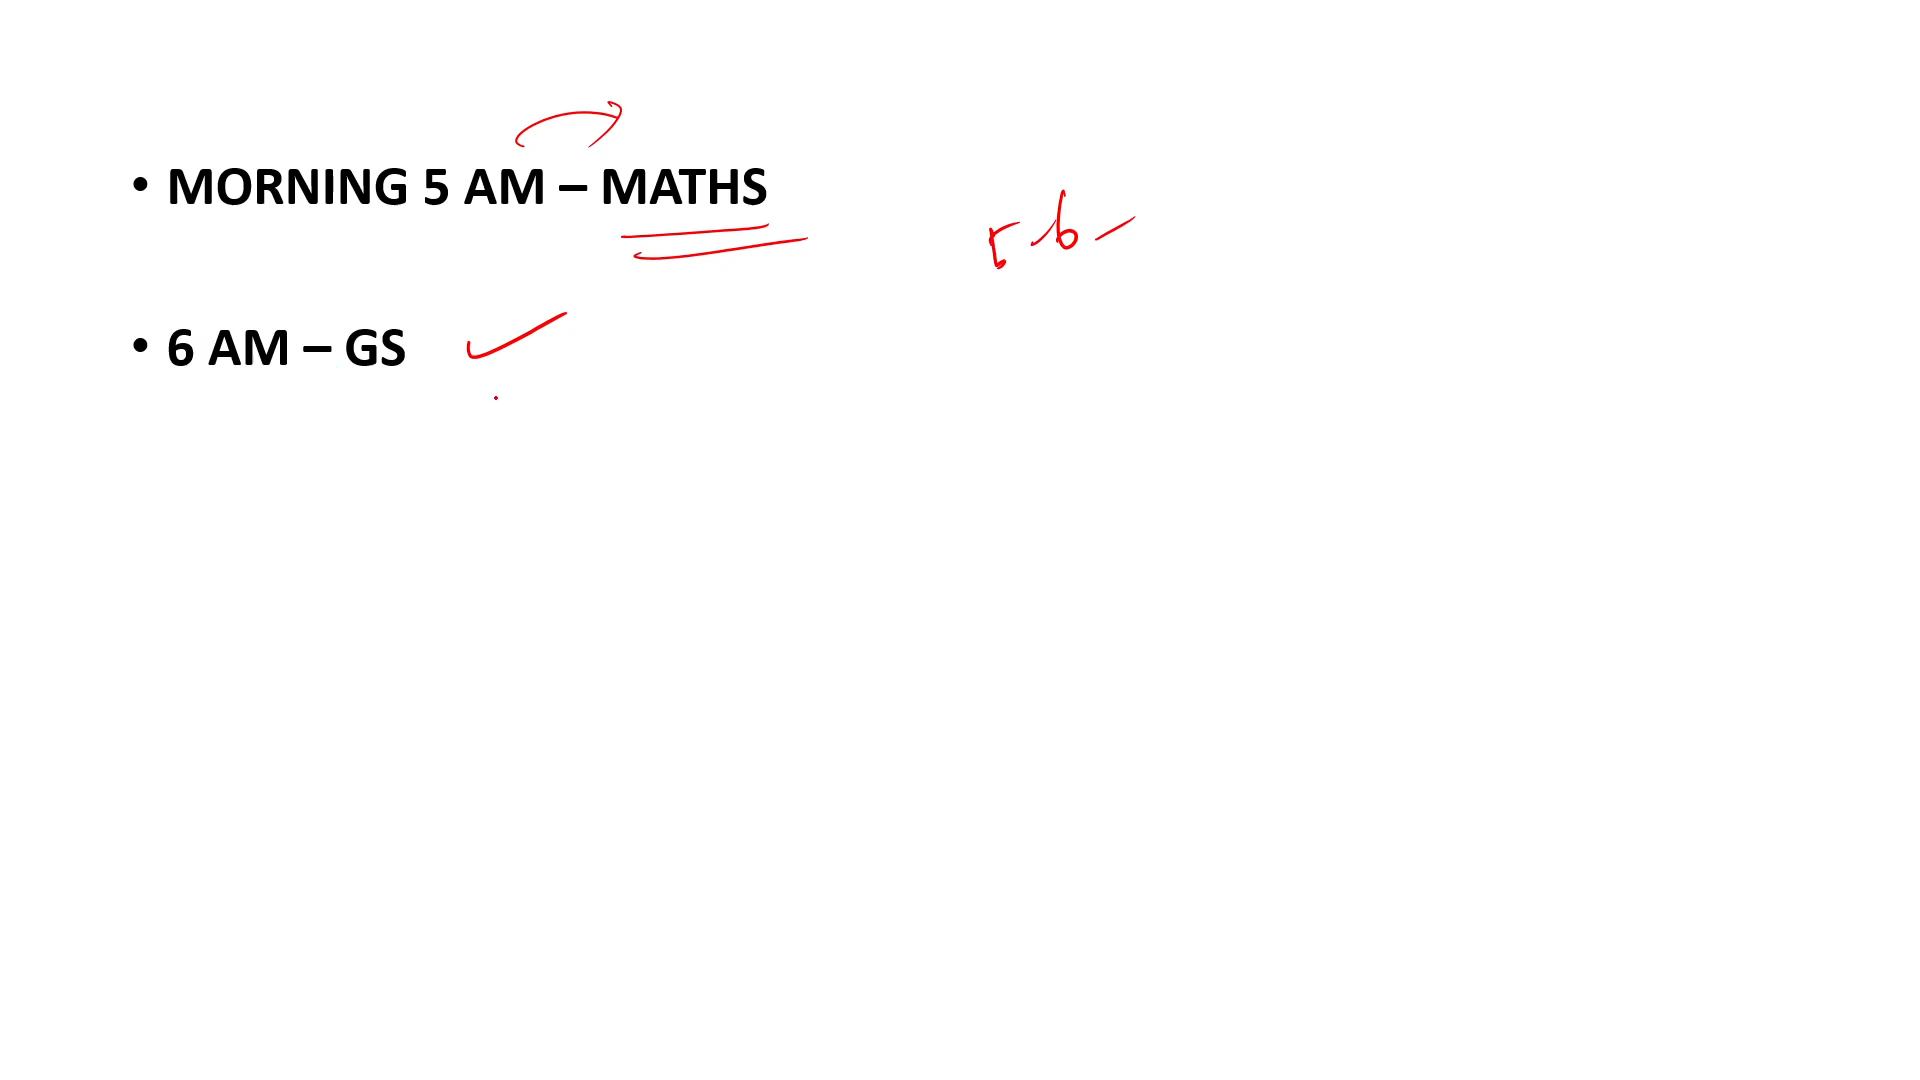 • MORNING 5 AM – MATHS
5-6-
• 6 AM – GS